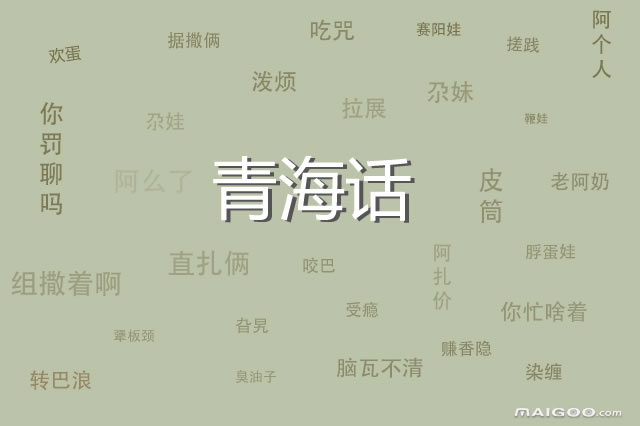 阿个人
欢蛋
据撒俩
吃咒
赛阳娃
搓践
泼烦
尕妹
你罚聊吗
尕娃
拉展
鞭娃
阿么了
青海话
皮筒
老阿奶
直扎俩
咬巴
阿扎价
脬蛋娃
组撒着啊
受瘾
你忙啥着
旮旯
板颈
赚香隐
转巴浪
臭油子
脑瓦不清
染缠
MAIGOO.com